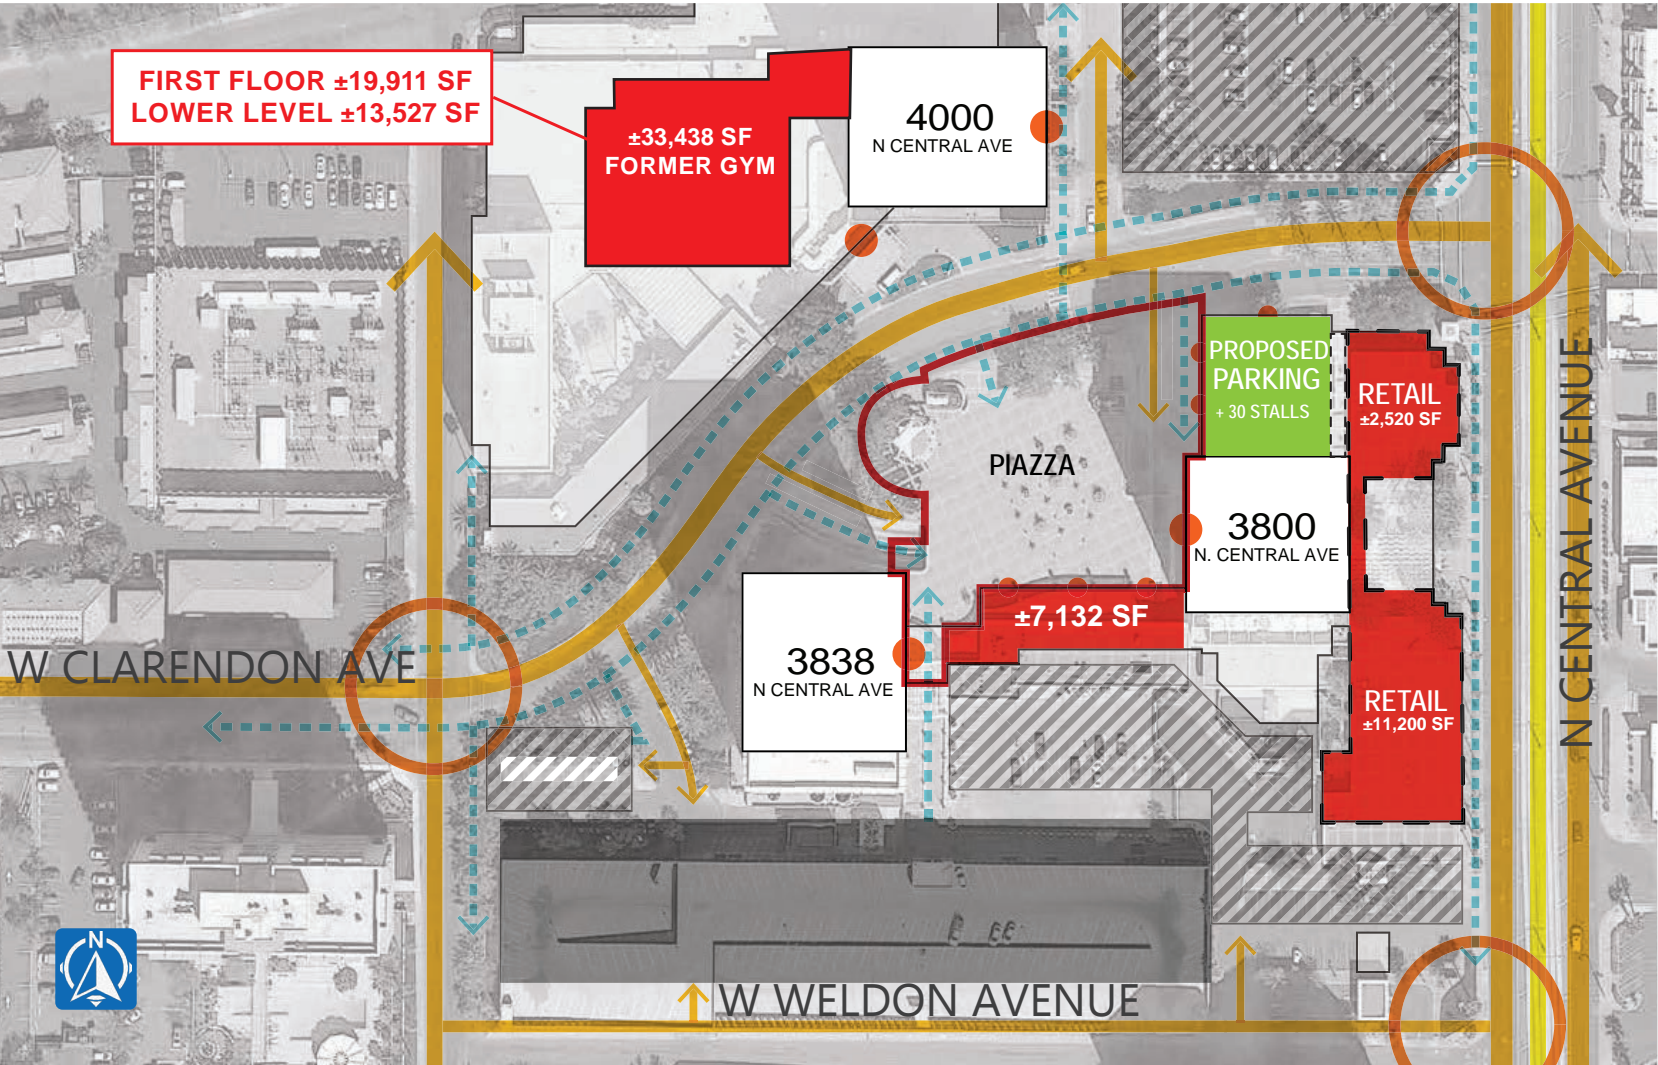 FIRST FLOOR ±19,911 SF
LOWER LEVEL ±13,527 SF
±33,438 SF
FORMER GYM
4000
N CENTRAL AVE
PROPOSED
PARKING
+ 30 STALLS
RETAIL
±2,520 SF
PIAZZA
3800
N. CENTRAL AVE
N CENTRAL AVENUE
±7,132 SF
3838
N CENTRAL AVE
W CLARENDON AVE
RETAIL
±11,200 SF
N
W WELDON AVENUE